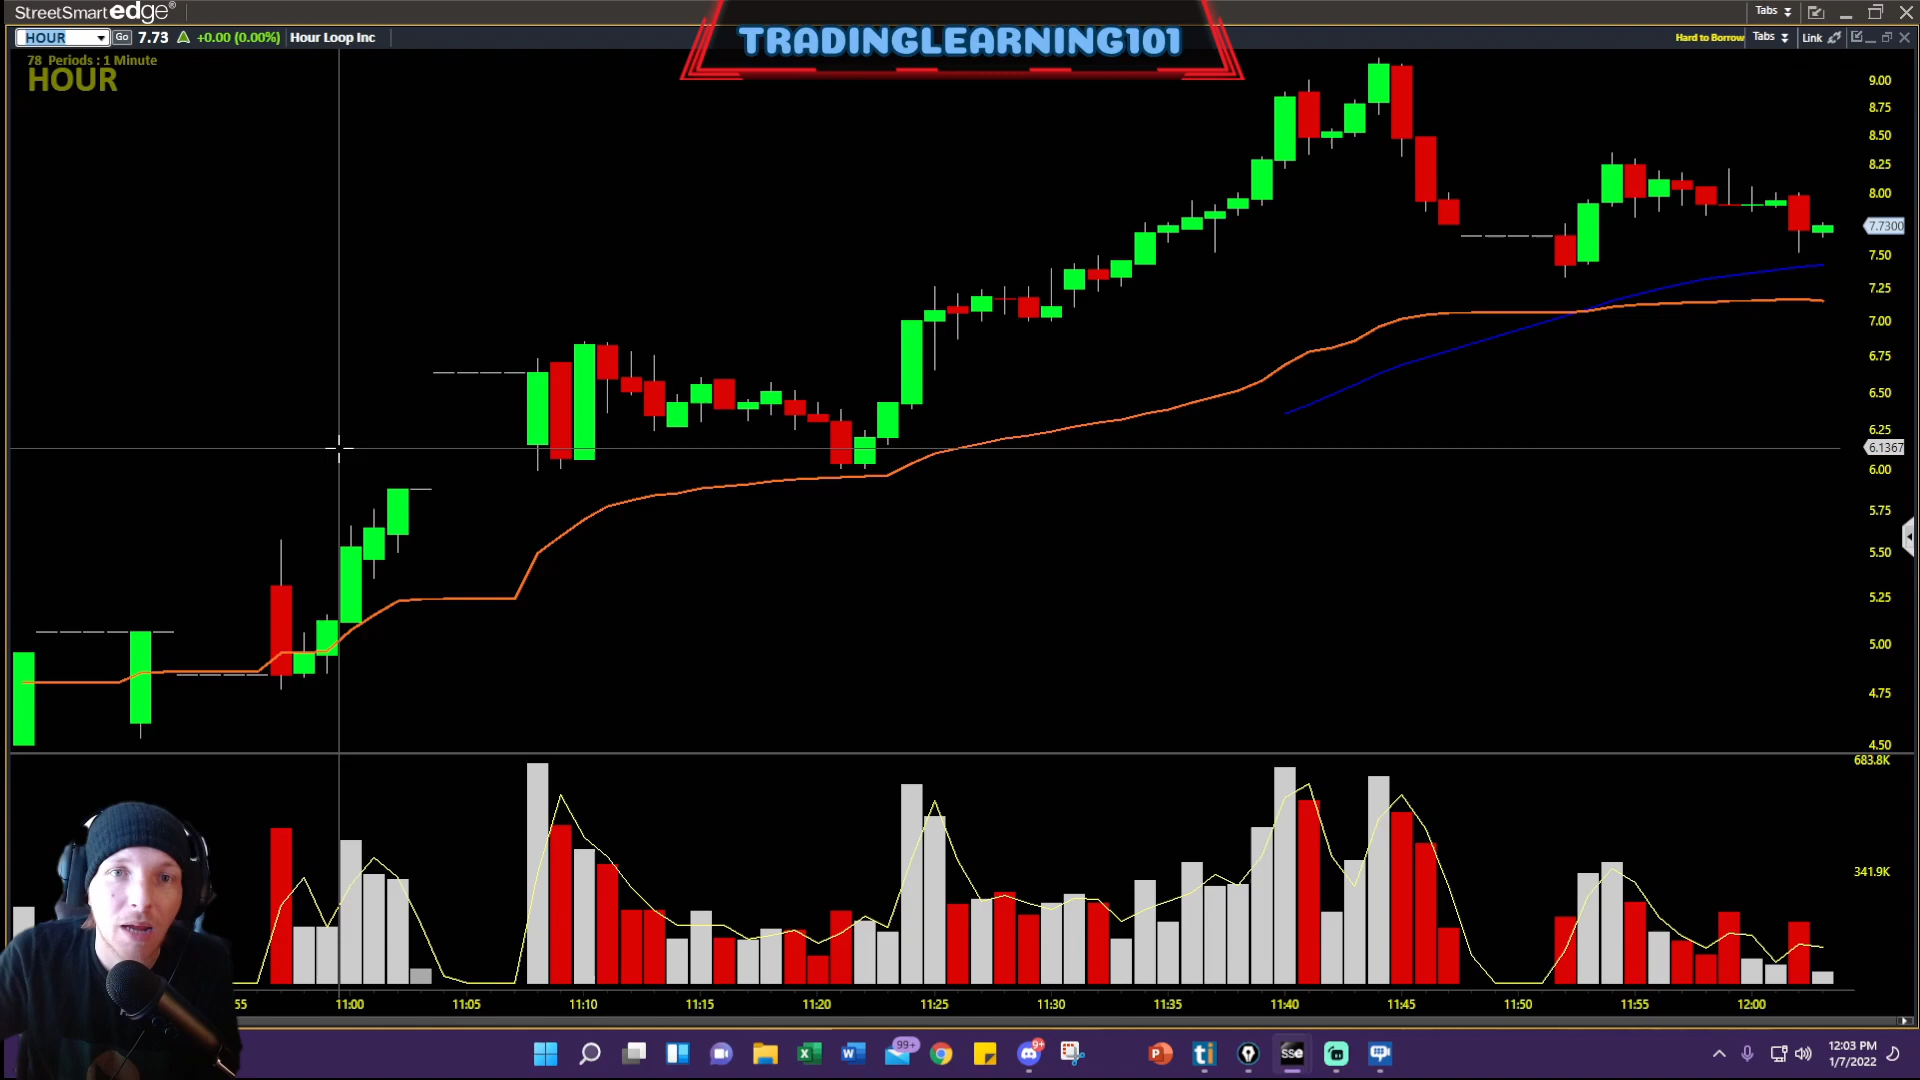 StreetSmart edge®
Tabs
HOUR Go 7.73 +0.00 (0.00%) Hour Loop Inc
Hard to Borrow Tabs Link
TRADINGLEARNING101
78 Periods : 1 Minute
HOUR
9.00
8.75
8.50
8.25
8.00
7.7300
7.50
7.25
7.00
6.75
6.50
6.25
6.1367
6.00
5.75
5.50
5.25
5.00
4.75
4.50
683.8K
341.9K
55 11:00 11:05 11:10 11:15 11:20 11:25 11:30 11:35 11:40 11:45 11:50 11:55 12:00
99+
9+
sse
12:03 PM
1/7/2022